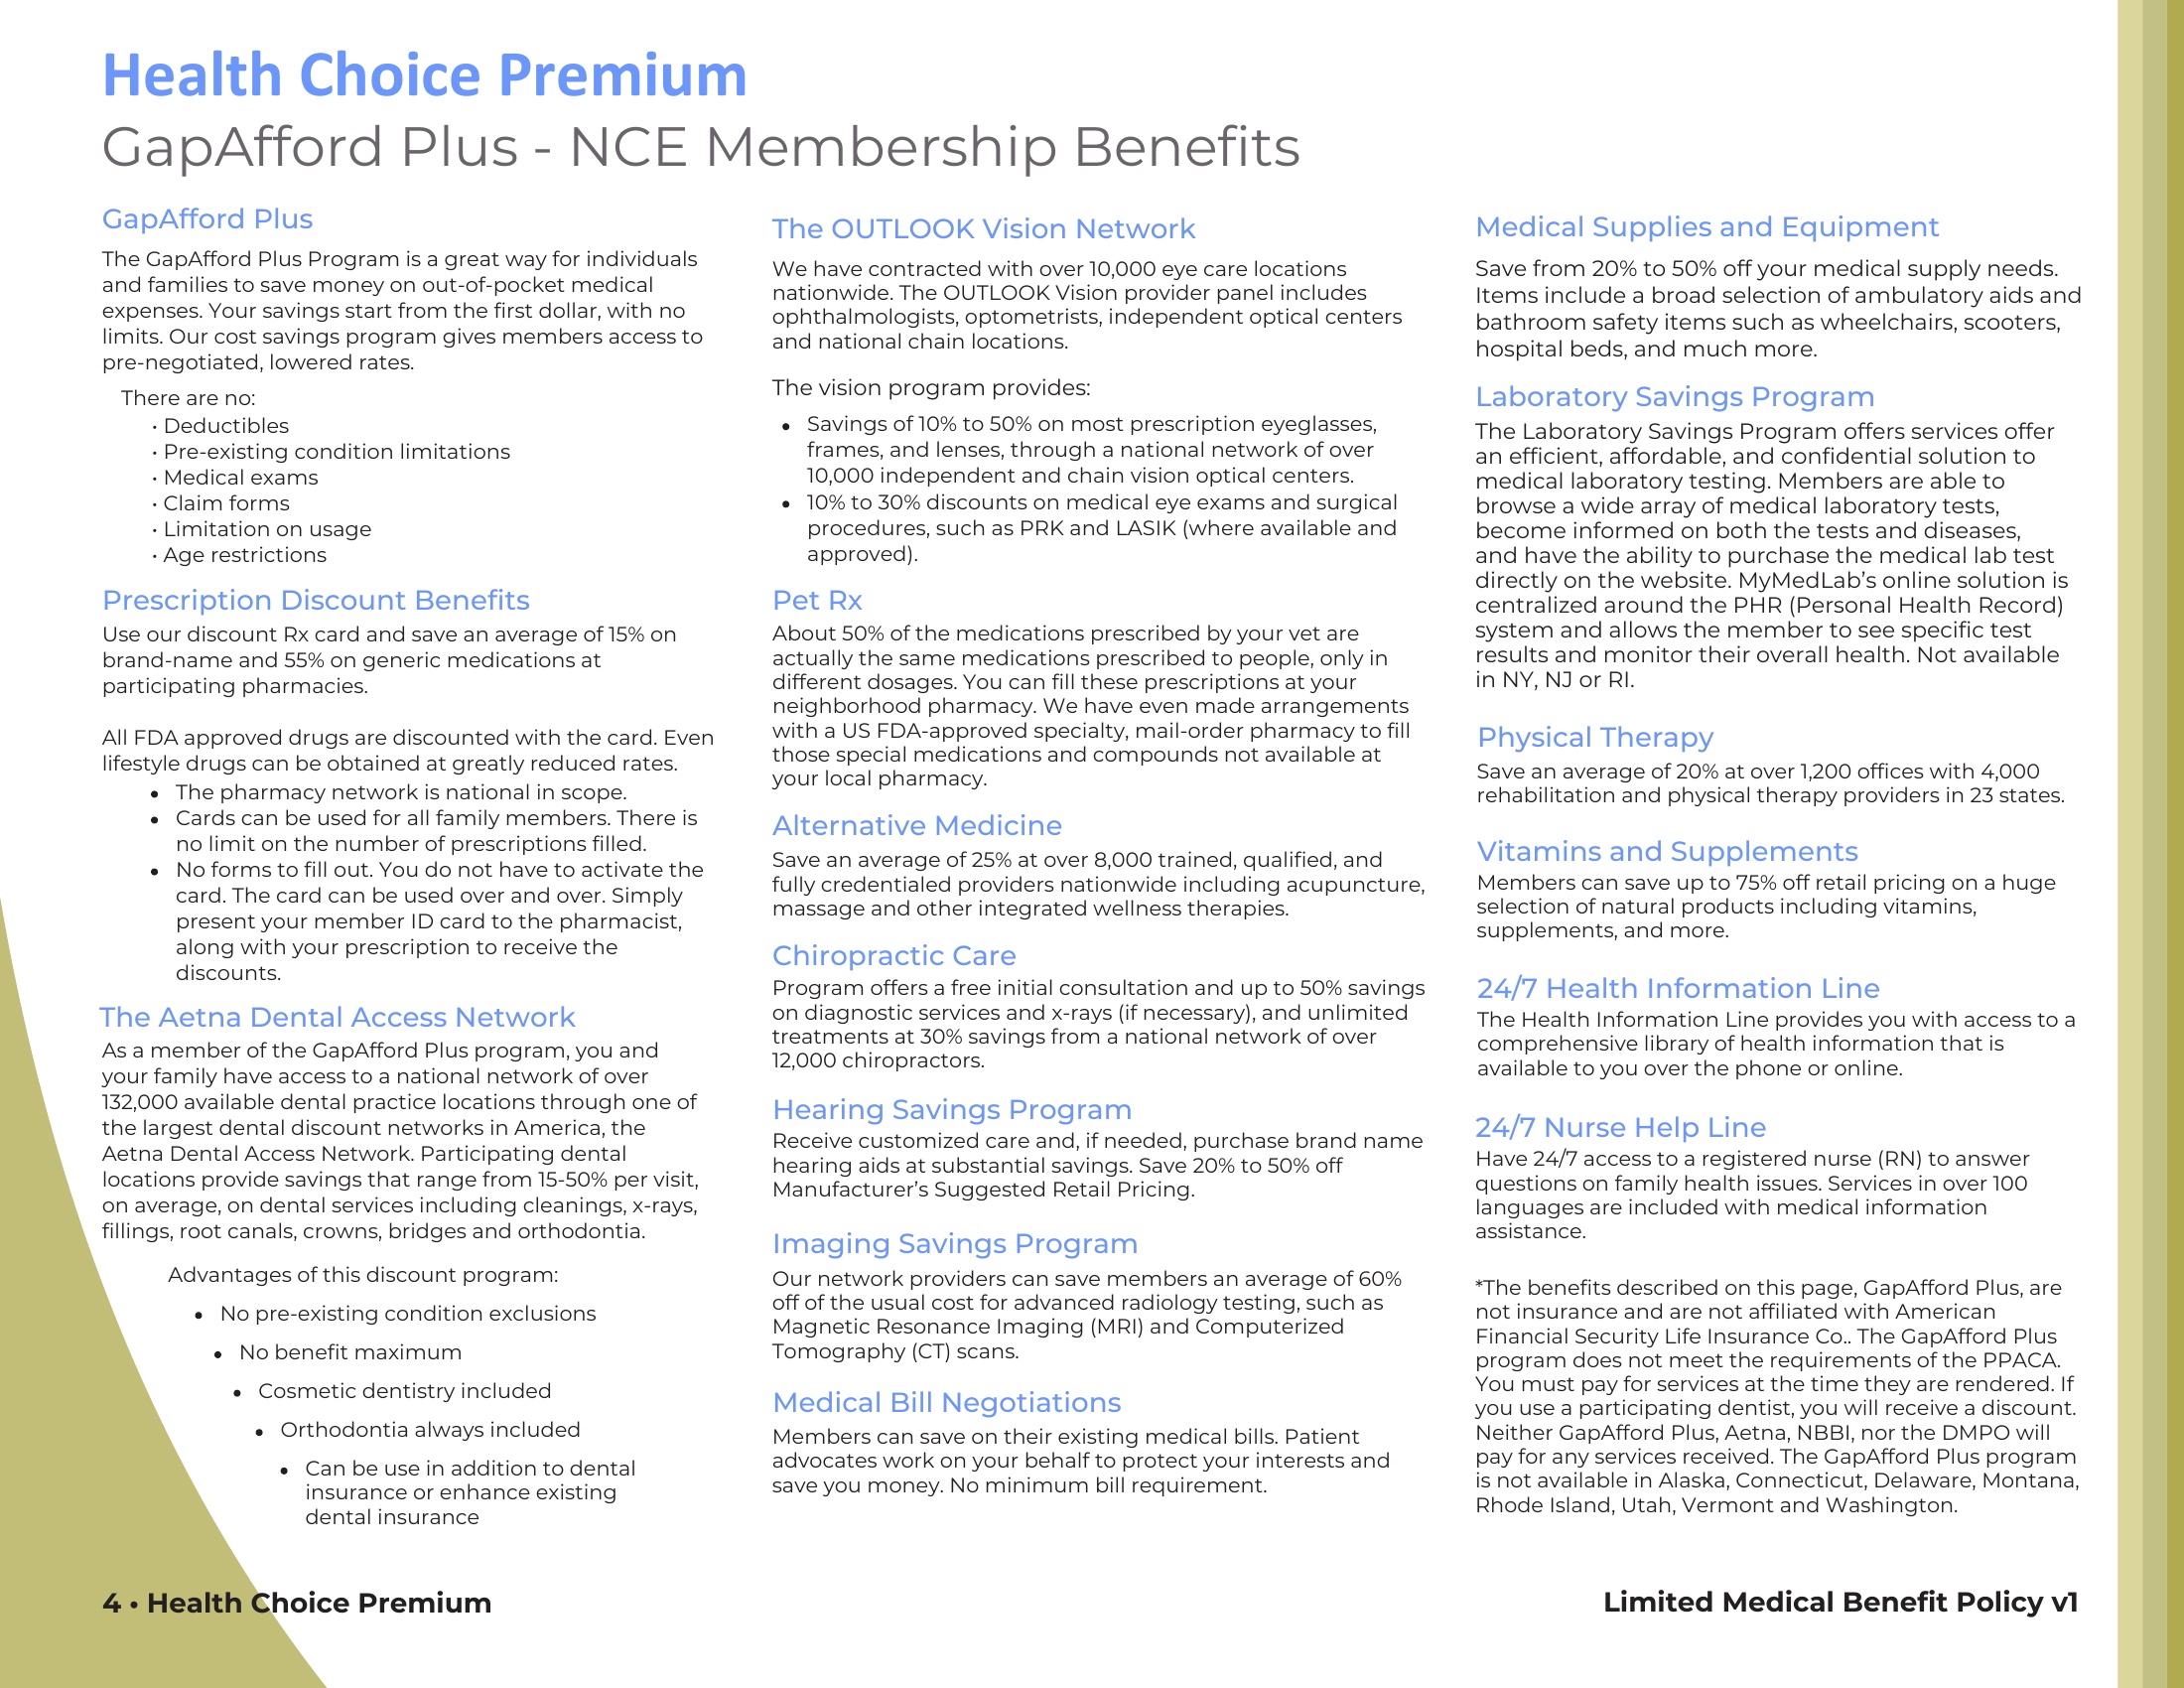 Health Choice Premium
GapAfford Plus - NCE Membership Benefits
GapAfford Plus
The GapAfford Plus Program is a great way for individuals
and families to save money on out-of-pocket medical
expenses. Your savings start from the first dollar, with no
limits. Our cost savings program gives members access to
pre-negotiated, lowered rates.
There are no:
• Deductibles
• Pre-existing condition limitations
• Medical exams
• Claim forms
• Limitation on usage
• Age restrictions
Prescription Discount Benefits
Use our discount Rx card and save an average of 15% on
brand-name and 55% on generic medications at
participating pharmacies.
All FDA approved drugs are discounted with the card. Even
lifestyle drugs can be obtained at greatly reduced rates.
• The pharmacy network is national in scope.
• Cards can be used for all family members. There is
no limit on the number of prescriptions filled.
• No forms to fill out. You do not have to activate the
card. The card can be used over and over. Simply
present your member ID card to the pharmacist,
along with your prescription to receive the
discounts.
The Aetna Dental Access Network
As a member of the GapAfford Plus program, you and
your family have access to a national network of over
132,000 available dental practice locations through one of
the largest dental discount networks in America, the
Aetna Dental Access Network. Participating dental
locations provide savings that range from 15-50% per visit,
on average, on dental services including cleanings, x-rays,
fillings, root canals, crowns, bridges and orthodontia.
Advantages of this discount program:
• No pre-existing condition exclusions
• No benefit maximum
• Cosmetic dentistry included
• Orthodontia always included
• Can be use in addition to dental
insurance or enhance existing
dental insurance
The OUTLOOK Vision Network
We have contracted with over 10,000 eye care locations
nationwide. The OUTLOOK Vision provider panel includes
ophthalmologists, optometrists, independent optical centers
and national chain locations.
The vision program provides:
• Savings of 10% to 50% on most prescription eyeglasses,
frames, and lenses, through a national network of over
10,000 independent and chain vision optical centers.
• 10% to 30% discounts on medical eye exams and surgical
procedures, such as PRK and LASIK (where available and
approved).
Pet Rx
About 50% of the medications prescribed by your vet are
actually the same medications prescribed to people, only in
different dosages. You can fill these prescriptions at your
neighborhood pharmacy. We have even made arrangements
with a US FDA-approved specialty, mail-order pharmacy to fill
those special medications and compounds not available at
your local pharmacy.
Alternative Medicine
Save an average of 25% at over 8,000 trained, qualified, and
fully credentialed providers nationwide including acupuncture,
massage and other integrated wellness therapies.
Chiropractic Care
Program offers a free initial consultation and up to 50% savings
on diagnostic services and x-rays (if necessary), and unlimited
treatments at 30% savings from a national network of over
12,000 chiropractors.
Hearing Savings Program
Receive customized care and, if needed, purchase brand name
hearing aids at substantial savings. Save 20% to 50% off
Manufacturer's Suggested Retail Pricing.
Imaging Savings Program
Our network providers can save members an average of 60%
off of the usual cost for advanced radiology testing, such as
Magnetic Resonance Imaging (MRI) and Computerized
Tomography (CT) scans.
Medical Bill Negotiations
Members can save on their existing medical bills. Patient
advocates work on your behalf to protect your interests and
save you money. No minimum bill requirement.
Medical Supplies and Equipment
Save from 20% to 50% off your medical supply needs.
Items include a broad selection of ambulatory aids and
bathroom safety items such as wheelchairs, scooters,
hospital beds, and much more.
Laboratory Savings Program
The Laboratory Savings Program offers services offer
an efficient, affordable, and confidential solution to
medical laboratory testing. Members are able to
browse a wide array of medical laboratory tests,
become informed on both the tests and diseases,
and have the ability to purchase the medical lab test
directly on the website. MyMedLab's online solution is
centralized around the PHR (Personal Health Record)
system and allows the member to see specific test
results and monitor their overall health. Not available
in NY, NJ or RI.
Physical Therapy
Save an average of 20% at over 1,200 offices with 4,000
rehabilitation and physical therapy providers in 23 states.
Vitamins and Supplements
Members can save up to 75% off retail pricing on a huge
selection of natural products including vitamins,
supplements, and more.
24/7 Health Information Line
The Health Information Line provides you with access to a
comprehensive library of health information that is
available to you over the phone or online.
24/7 Nurse Help Line
Have 24/7 access to a registered nurse (RN) to answer
questions on family health issues. Services in over 100
languages are included with medical information
assistance.
*The benefits described on this page, GapAfford Plus, are
not insurance and are not affiliated with American
Financial Security Life Insurance Co.. The GapAfford Plus
program does not meet the requirements of the PPACA.
You must pay for services at the time they are rendered. If
you use a participating dentist, you will receive a discount.
Neither GapAfford Plus, Aetna, NBBI, nor the DMPO will
pay for any services received. The GapAfford Plus program
is not available in Alaska, Connecticut, Delaware, Montana,
Rhode Island, Utah, Vermont and Washington.
4 • Health Choice Premium
Limited Medical Benefit Policy v1